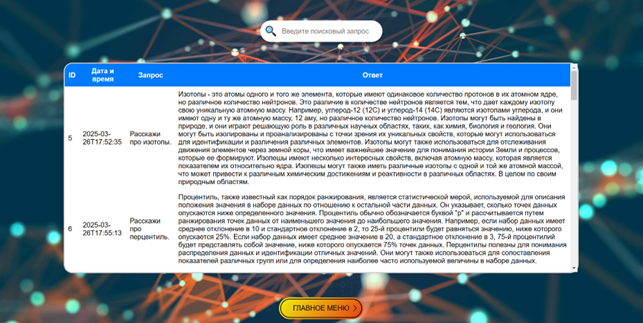 Введите поисковый запрос
ID Дата и время Запрос Ответ
5 2025-03-26T17:52:35 Расскажи про изотопы.
Изотопы - это атомы одного и того же элемента, которые имеют одинаковое количество протонов в их атомном ядре,
но различное количество нейтронов. Это различие в количестве нейтронов является тем, что дает каждому изотопу
свою уникальную атомную массу. Например, углерод-12 (12C) и углерод-14 (14C) являются изотопами углерода, и они
имеют одну и ту же атомную массу, 12 аму, но различное количество нейтронов. Изотопы могут быть найдены в
природе, и они играют решающую роль в различных научных областях, таких, как химия, биология и геология. Они
могут быть изолированы и проанализированы с точки зрения их уникальных свойств, которые могут использоваться
для идентификации и различения различных элементов. Изотопы могут также использоваться для отслеживания
движения элементов через земной коры, что имеет важнейшее значение для понимания истории Земли и процессов,
которые ее формируют. Изопешы имеют несколько интересных свойств, включая атомную массу, которая является
показателем их относительно ядра. Изопешы могут также иметь различные изотопы с одной и той же атомной массой,
что может привести к различным химическим достижениям и реактивности в различных областях. В целом по своим
природным областям.
6 2025-03-26T17:55:13 Расскажи про перцентиль.
Процентиль, также известный как порядок ранжирования, является статистической мерой, используемой для описания
положения значения в наборе данных по отношению к остальной части данных. Он указывает, сколько точек данных
опускаются ниже определенного значения. Процентиль обычно обозначается буквой "p" и рассчитывается путем
ранжирования точек данных от наименьшего значения до наибольшего значения. Например, если набор данных имеет
среднее отклонение в 10 и стандартное отклонение в 2, то 25-й процентили будет равняться значению, ниже которого
опускается 25%. Если набор данных имеет среднее значение в 20, а стандартное отклонение в 3, 75-й процентилий
будет представлять собой значение, ниже которого опускается 75% точек данных. Перцентилы полезны для понимания
распределения данных и идентификации отличных значений. Они могут также использоваться для сопоставления
показателей различных групп или для определения наиболее часто используемой величины в наборе данных.
ГЛАВНОЕ МЕНЮ